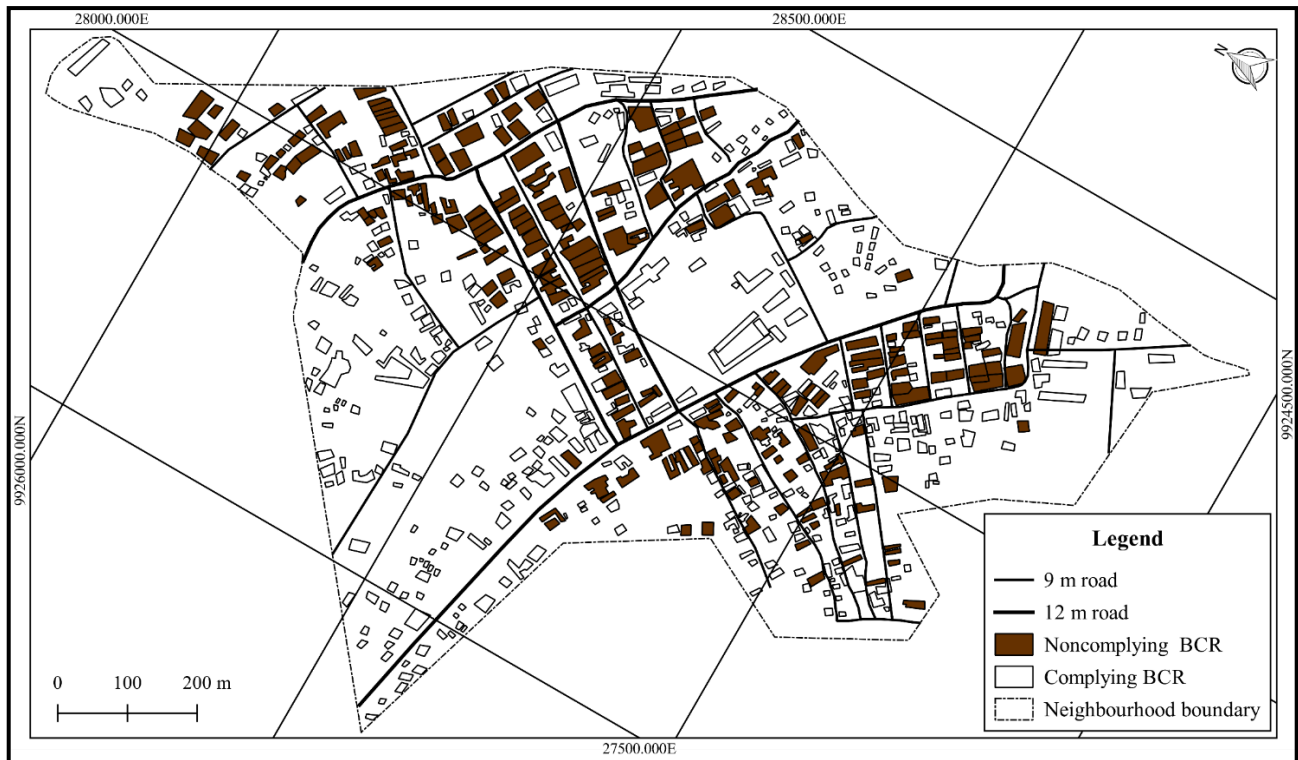 28000.000E
28500.000E
N
9926000.000N
9924500.000N
Legend
9 m road
12 m road
Noncomplying BCR
Complying BCR
Neighbourhood boundary
0 100 200 m
27500.000E